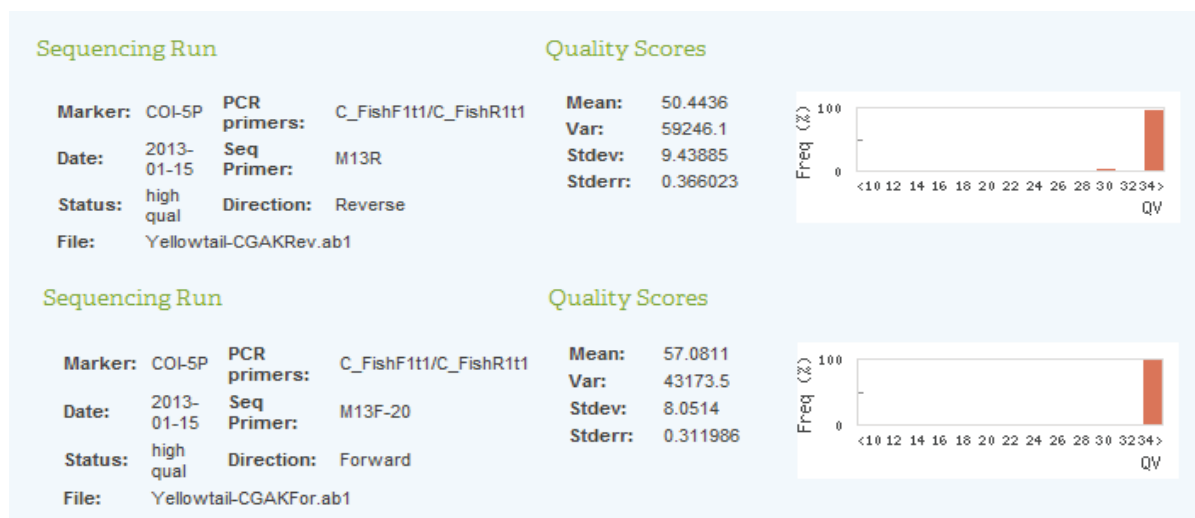 Sequencing Run
Quality Scores
Marker: COI-5P PCR primers: C_FishF1t1/C_FishR1t1
Date: 2013-01-15 Seq Primer: M13R
Status: high qual Direction: Reverse
File: Yellowtail-CGAKRev.ab1
Mean: 50.4436
Var: 59246.1
Stdev: 9.43885
Stderr: 0.366023
Freq (%)
100
0
<10 12 14 16 18 20 22 24 26 28 30 32 34>
QV
Sequencing Run
Quality Scores
Marker: COI-5P PCR primers: C_FishF1t1/C_FishR1t1
Date: 2013-01-15 Seq Primer: M13F-20
Status: high qual Direction: Forward
File: Yellowtail-CGAKFor.ab1
Mean: 57.0811
Var: 43173.5
Stdev: 8.0514
Stderr: 0.311986
Freq (%)
100
0
<10 12 14 16 18 20 22 24 26 28 30 32 34>
QV